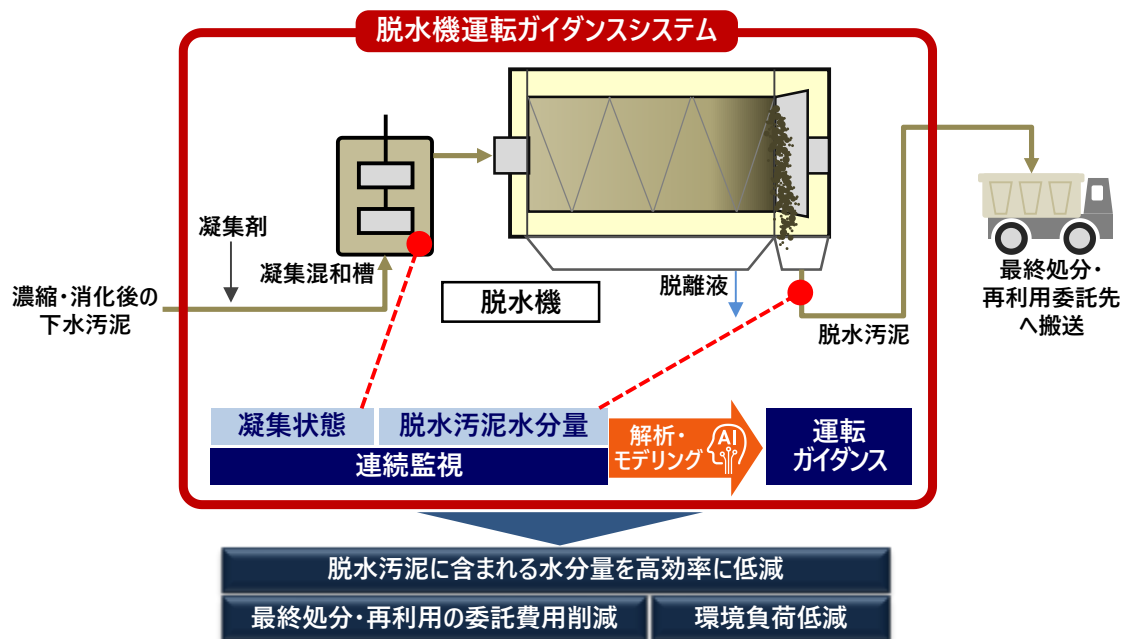 脱水機運転ガイダンスシステム
凝集剤
凝集混和槽
濃縮・消化後の
下水汚泥
脱水機
脱離液
脱水汚泥
最終処分・
再利用委託先
へ搬送
凝集状態
脱水汚泥水分量
連続監視
解析・
モデリング
AI
運転
ガイダンス
脱水汚泥に含まれる水分量を高効率に低減
最終処分・再利用の委託費用削減
環境負荷低減